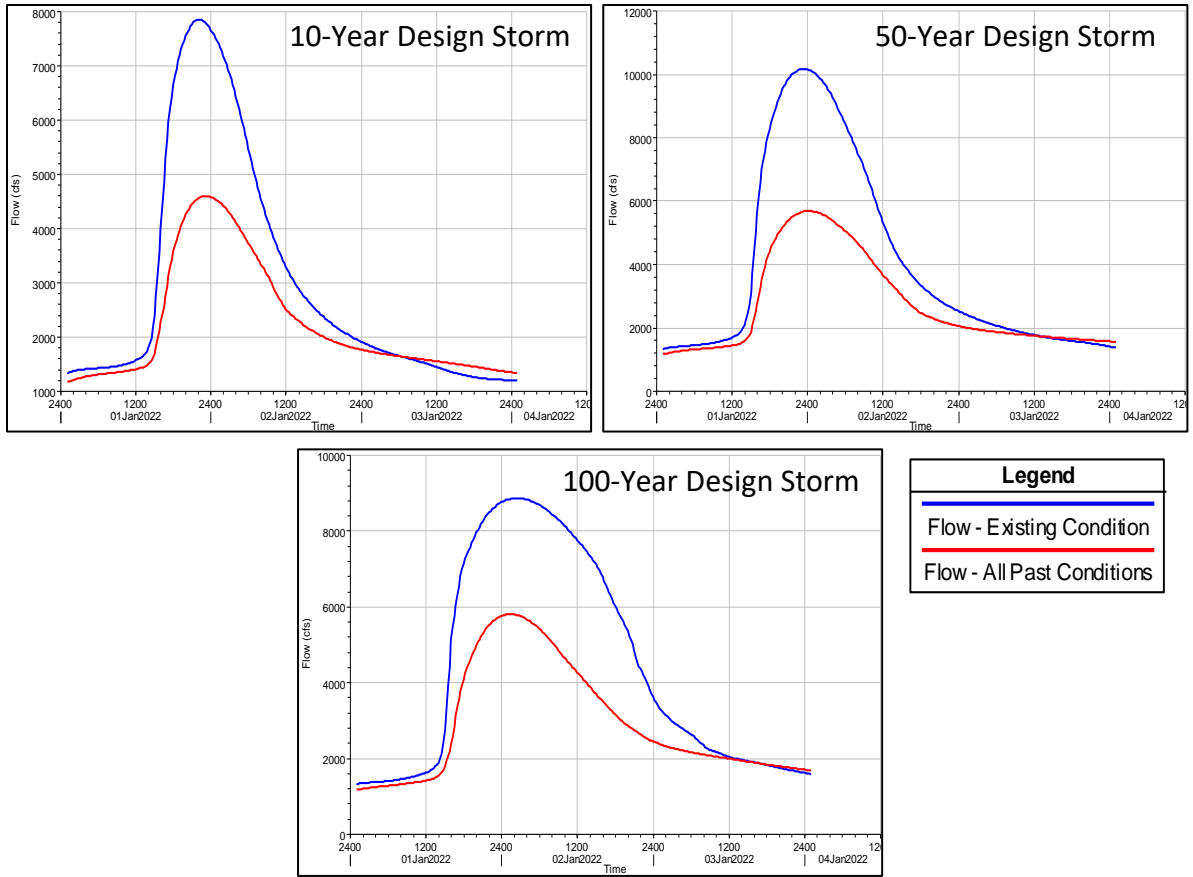 10-Year Design Storm
8000
7000
6000
5000
4000
3000
2000
1000
Flow (cfs)
2400 1200 2400 1200 2400 1200 2400 120
01Jan2022 | 02Jan2022 | 03Jan2022 | 04Jan2022
Time
50-Year Design Storm
12000
10000
8000
6000
4000
2000
0
Flow (cfs)
2400 1200 2400 1200 2400 1200 2400 120
01Jan2022 | 02Jan2022 | 03Jan2022 | 04Jan2022
Time
100-Year Design Storm
10000
8000
6000
4000
2000
0
Flow (cfs)
2400 1200 2400 1200 2400 1200 2400 120
01Jan2022 | 02Jan2022 | 03Jan2022 | 04Jan2022
Time
Legend
Flow - Existing Condition
Flow - All Past Conditions